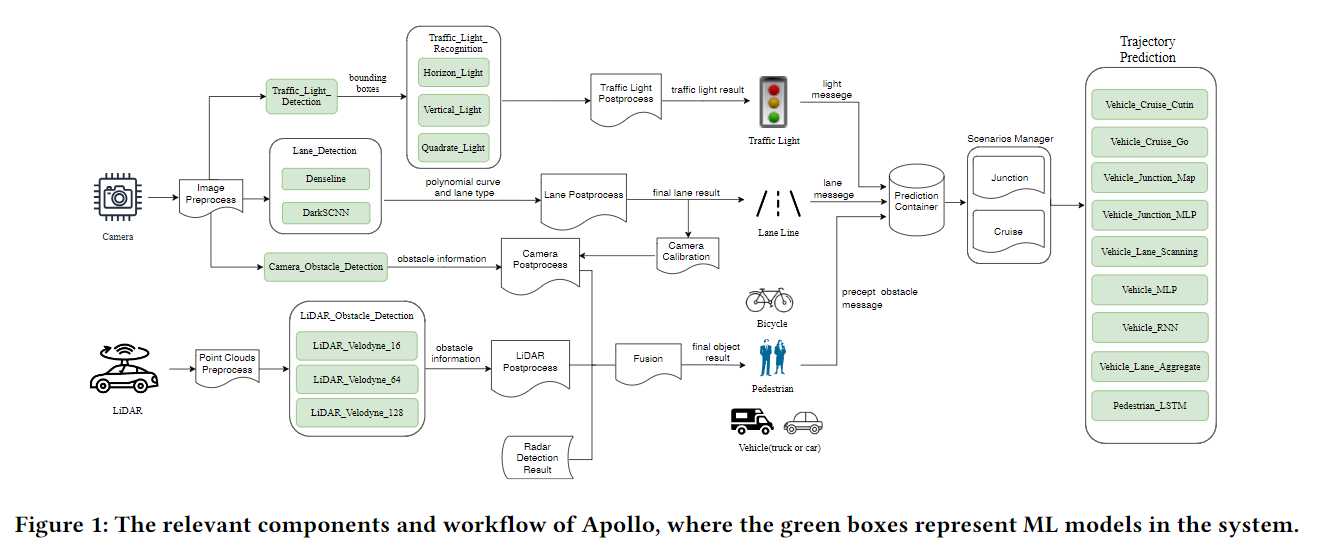 Traffic_Light_
Recognition
Horizon_Light
Vertical_Light
Quadrate_Light
Traffic_Light_
Detection
bounding
boxes
Traffic Light
Postprocess
traffic light result
Traffic Light
light
messege
Lane_Detection
Denseline
DarkSCNN
Camera
Image
Preprocess
polynomial curve
and lane type
Lane Postprocess
final lane result
Lane Line
lane
messege
Camera_Obstacle_Detection
obstacle information
Camera
Postprocess
Camera
Calibration
Prediction
Container
Scenarios Manager
Junction
Cruise
Trajectory
Prediction
Vehicle_Cruise_Cutin
Vehicle_Cruise_Go
Vehicle_Junction_Map
Vehicle_Junction_MLP
Vehicle_Lane_Scanning
Vehicle_MLP
Vehicle_RNN
Vehicle_Lane_Aggregate
Pedestrian_LSTM
LiDAR
Point Clouds
Preprocess
LiDAR_Obstacle_Detection
LiDAR_Velodyne_16
LiDAR_Velodyne_64
LiDAR_Velodyne_128
obstacle
information
LiDAR
Postprocess
Radar
Detection
Result
Fusion
final object
result
Bicycle
Pedestrian
Vehicle(truck or car)
precept obstacle
message
Figure 1: The relevant components and workflow of Apollo, where the green boxes represent ML models in the system.